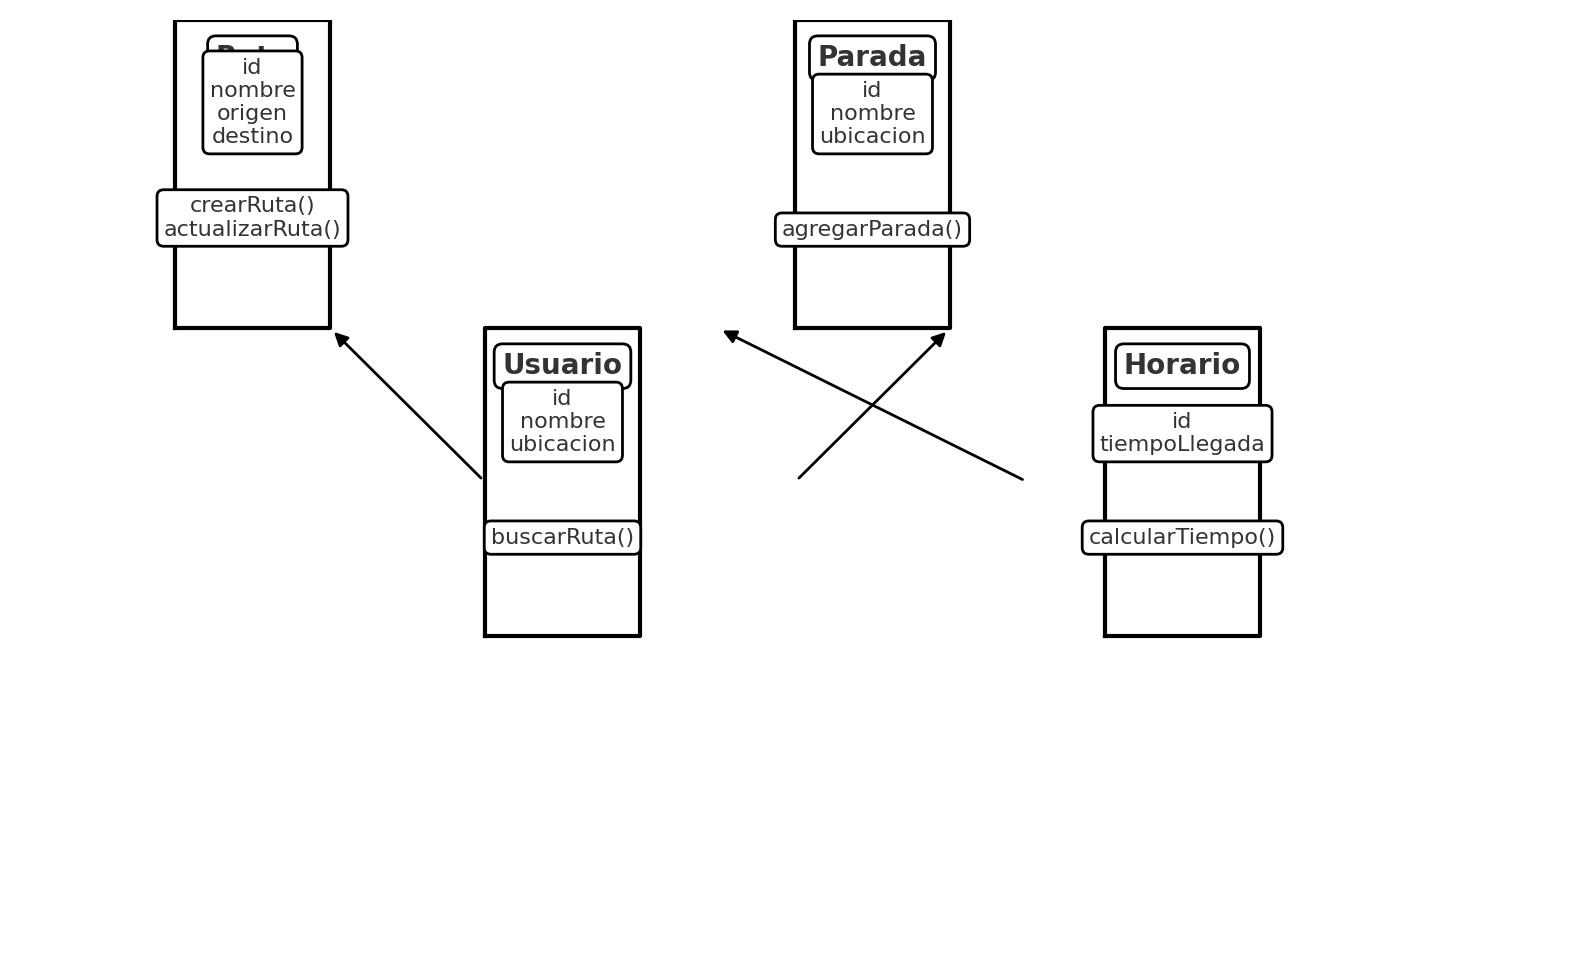 id
nombre
origen
destino
crearRuta()
actualizarRuta()
Parada
id
nombre
ubicacion
agregarParada()
Usuario
id
nombre
ubicacion
buscarRuta()
Horario
id
tiempoLlegada
calcularTiempo()